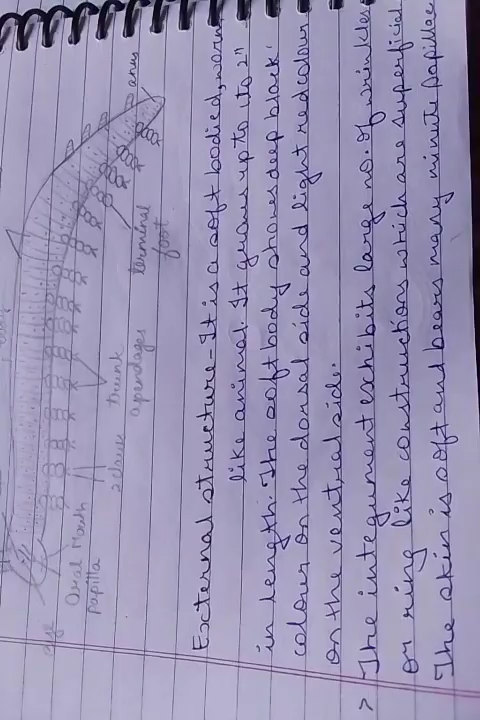 anus
terminal
foot
trunk
apendages
Oral Mouth
papilla
eye
External structure - It is a soft bodied, worm
like animal. It grows up to 1 to 2"
in length. The soft body shows deep black
colour on the dorsal side and light red colour
on the ventral side.
> The integument exhibits large no. of wrinkles
or ring like constructions which are superficial
The skin is soft and bears many minute papillae